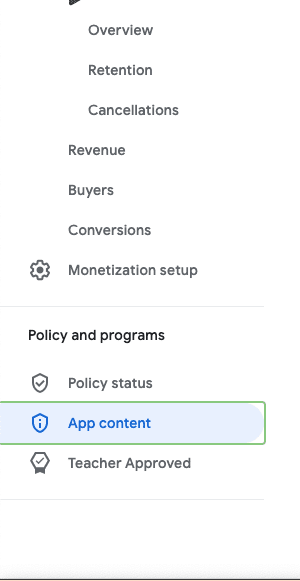 Overview
Retention
Cancellations
Revenue
Buyers
Conversions
Monetization setup
Policy and programs
Policy status
App content
Teacher Approved